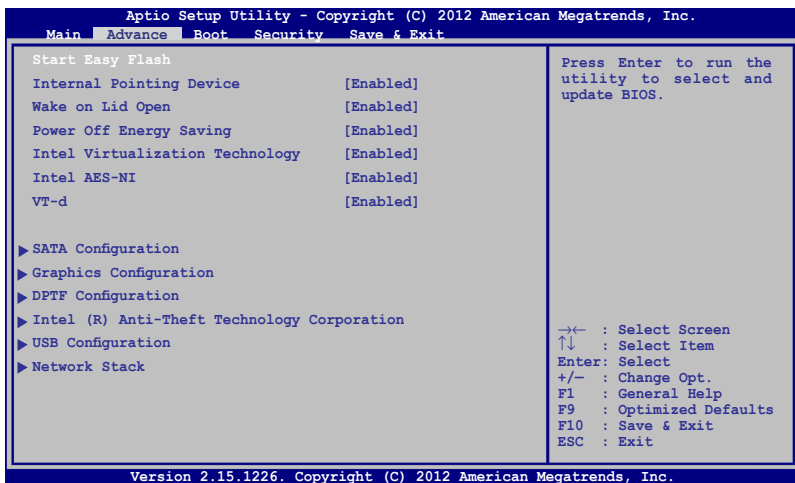 Aptio Setup Utility - Copyright (C) 2012 American Megatrends, Inc.
Main Advance Boot Security Save & Exit
Start Easy Flash
Internal Pointing Device [Enabled]
Wake on Lid Open [Enabled]
Power Off Energy Saving [Enabled]
Intel Virtualization Technology [Enabled]
Intel AES-NI [Enabled]
VT-d [Enabled]
SATA Configuration
Graphics Configuration
DPTF Configuration
Intel (R) Anti-Theft Technology Corporation
USB Configuration
Network Stack
Press Enter to run the
utility to select and
update BIOS.
→← : Select Screen
↑↓ : Select Item
Enter: Select
+/— : Change Opt.
F1 : General Help
F9 : Optimized Defaults
F10 : Save & Exit
ESC : Exit
Version 2.15.1226. Copyright (C) 2012 American Megatrends, Inc.